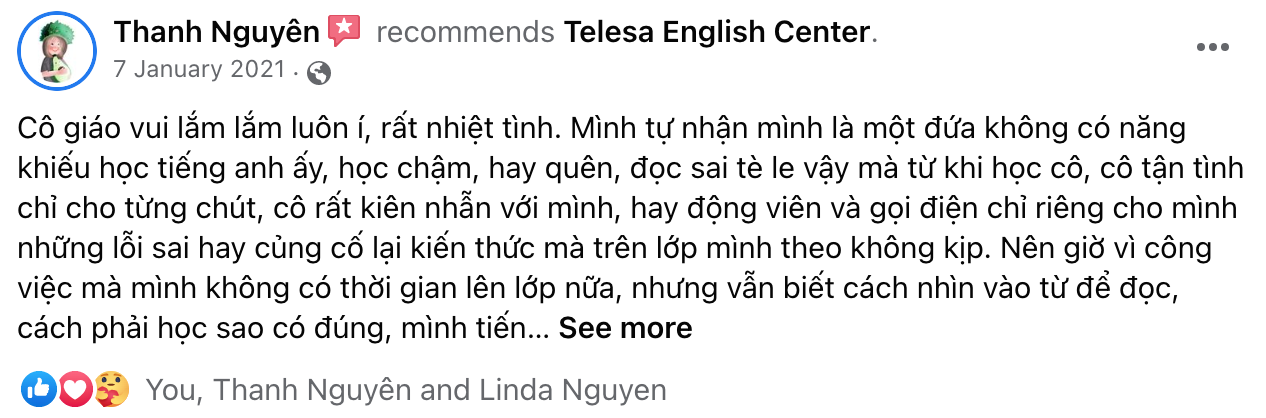 Thanh Nguyên recommends Telesa English Center.
7 January 2021 ·
Cô giáo vui lắm lắm luôn í, rất nhiệt tình. Mình tự nhận mình là một đứa không có năng
khiếu học tiếng anh ấy, học chậm, hay quên, đọc sai tè le vậy mà từ khi học cô, cô tận tình
chỉ cho từng chút, cô rất kiên nhẫn với mình, hay động viên và gọi điện chỉ riêng cho mình
những lỗi sai hay củng cố lại kiến thức mà trên lớp mình theo không kịp. Nên giờ vì công
việc mà mình không có thời gian lên lớp nữa, nhưng vẫn biết cách nhìn vào từ để đọc,
cách phải học sao có đúng, mình tiến... See more
You, Thanh Nguyên and Linda Nguyen